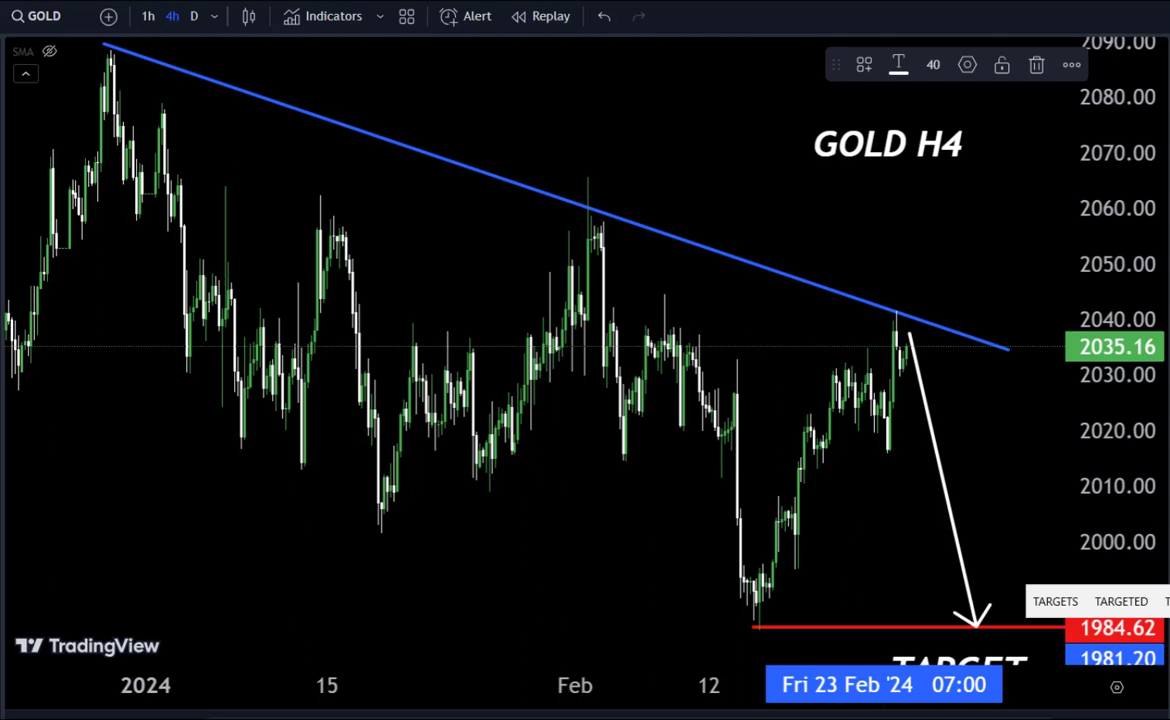 GOLD 1h 4h D Indicators Alert Replay
SMA
40
GOLD H4
2090.00
2080.00
2070.00
2060.00
2050.00
2040.00
2035.16
2030.00
2020.00
2010.00
2000.00
TARGETS TARGETED T
1984.62
1981.20
TradingView
TARGET
2024 15 Feb 12 Fri 23 Feb '24 07:00